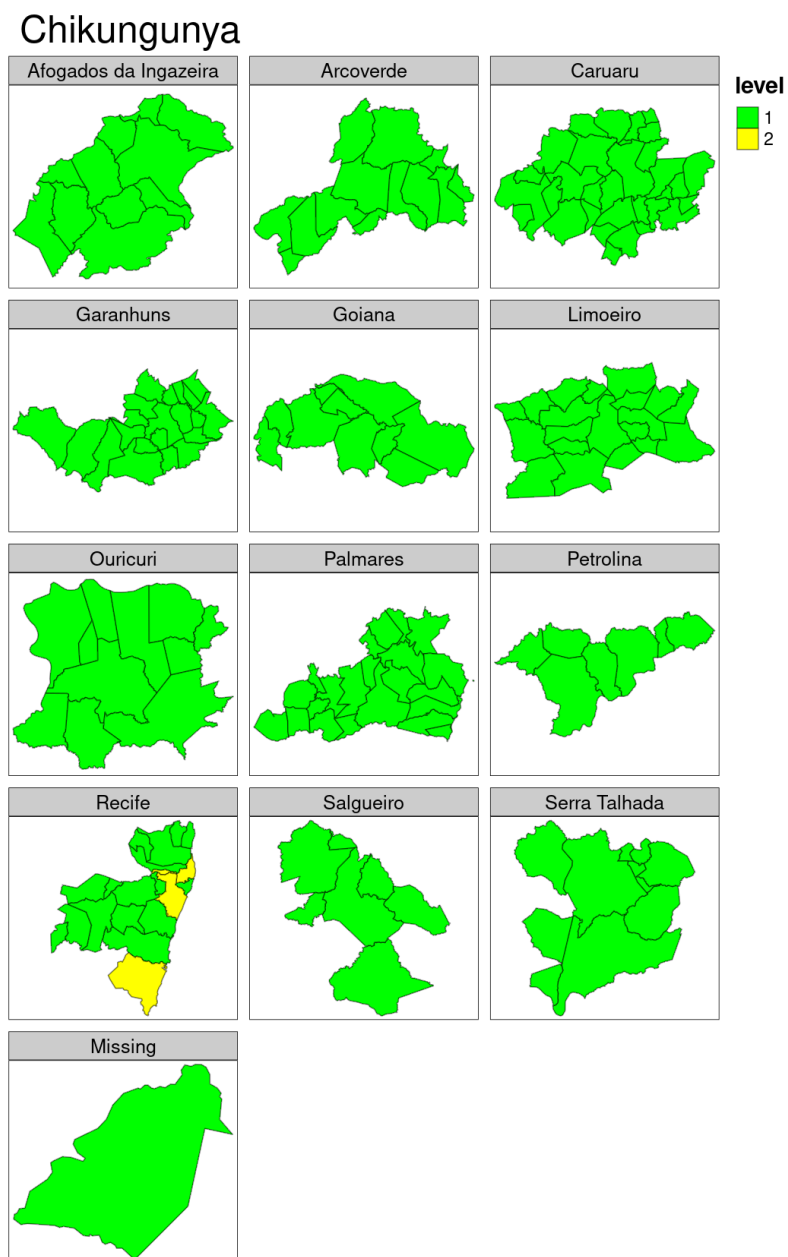 Chikungunya
Afogados da Ingazeira
Arcoverde
Caruaru
level
1
2
Garanhuns
Goiana
Limoeiro
Ouricuri
Palmares
Petrolina
Recife
Salgueiro
Serra Talhada
Missing